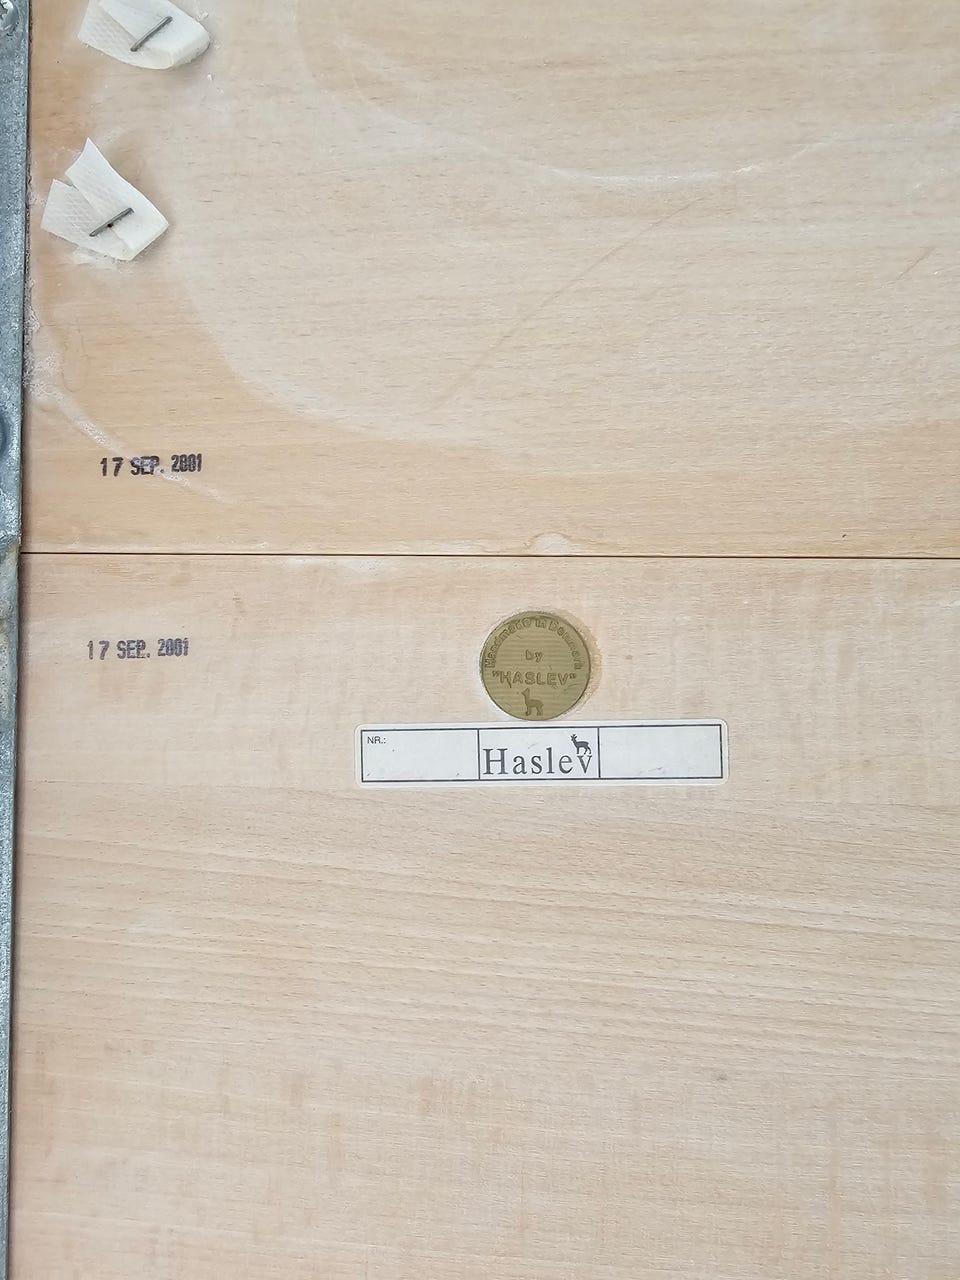 17 SEP. 2001
17 SEP. 2001
Handmade in Denmark
by
"HASLEV"
NR.:
Haslev